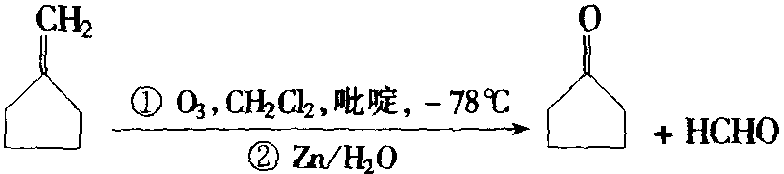 CH₂
O
① O₃,CH₂Cl₂,吡啶, -78℃
② Zn/H₂O
+ HCHO